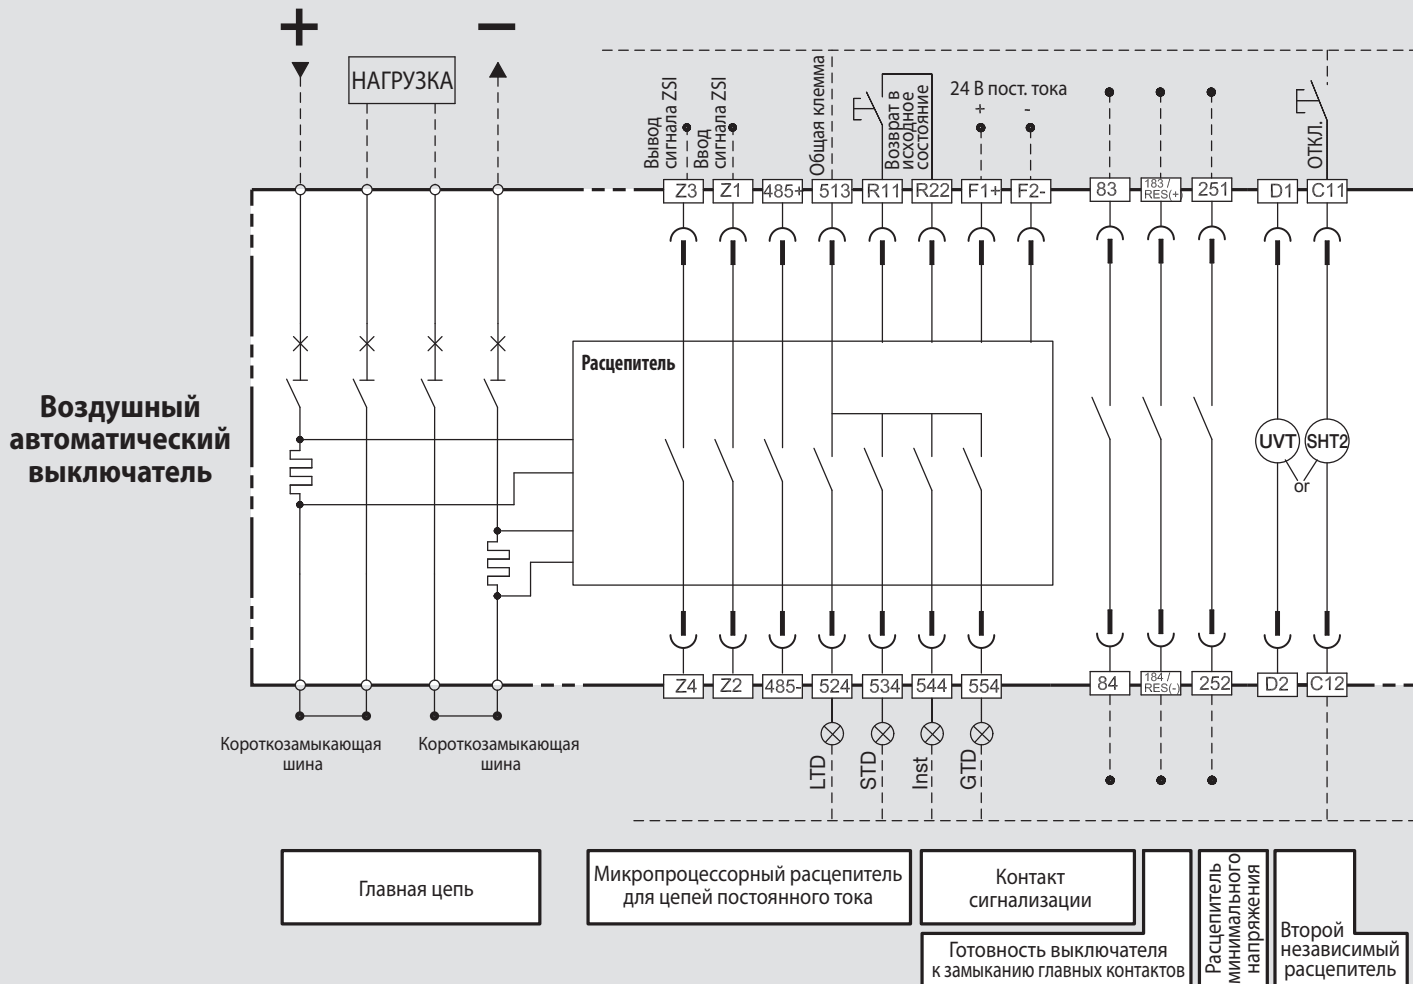 +
−
НАГРУЗКА
Вывод
сигнала ZSI
Ввод
сигнала ZSI
Общая клемма
Возврат в
исходное
состояние
24 В пост. тока
+ -
ОТКЛ.
Z3 Z1 485+ 513 R11 R22 F1+ F2- 83 183 / RES(+) 251 D1 C11
Расцепитель
Воздушный
автоматический
выключатель
UVT SHT2
or
Z4 Z2 485- 524 534 544 554 84 184 / RES(-) 252 D2 C12
Короткозамыкающая
шина
Короткозамыкающая
шина
LTD
STD
Inst
GTD
Главная цепь
Микропроцессорный расцепитель
для цепей постоянного тока
Контакт
сигнализации
Готовность выключателя
к замыканию главных контактов
Расцепитель
минимального
напряжения
Второй
независимый
расцепитель